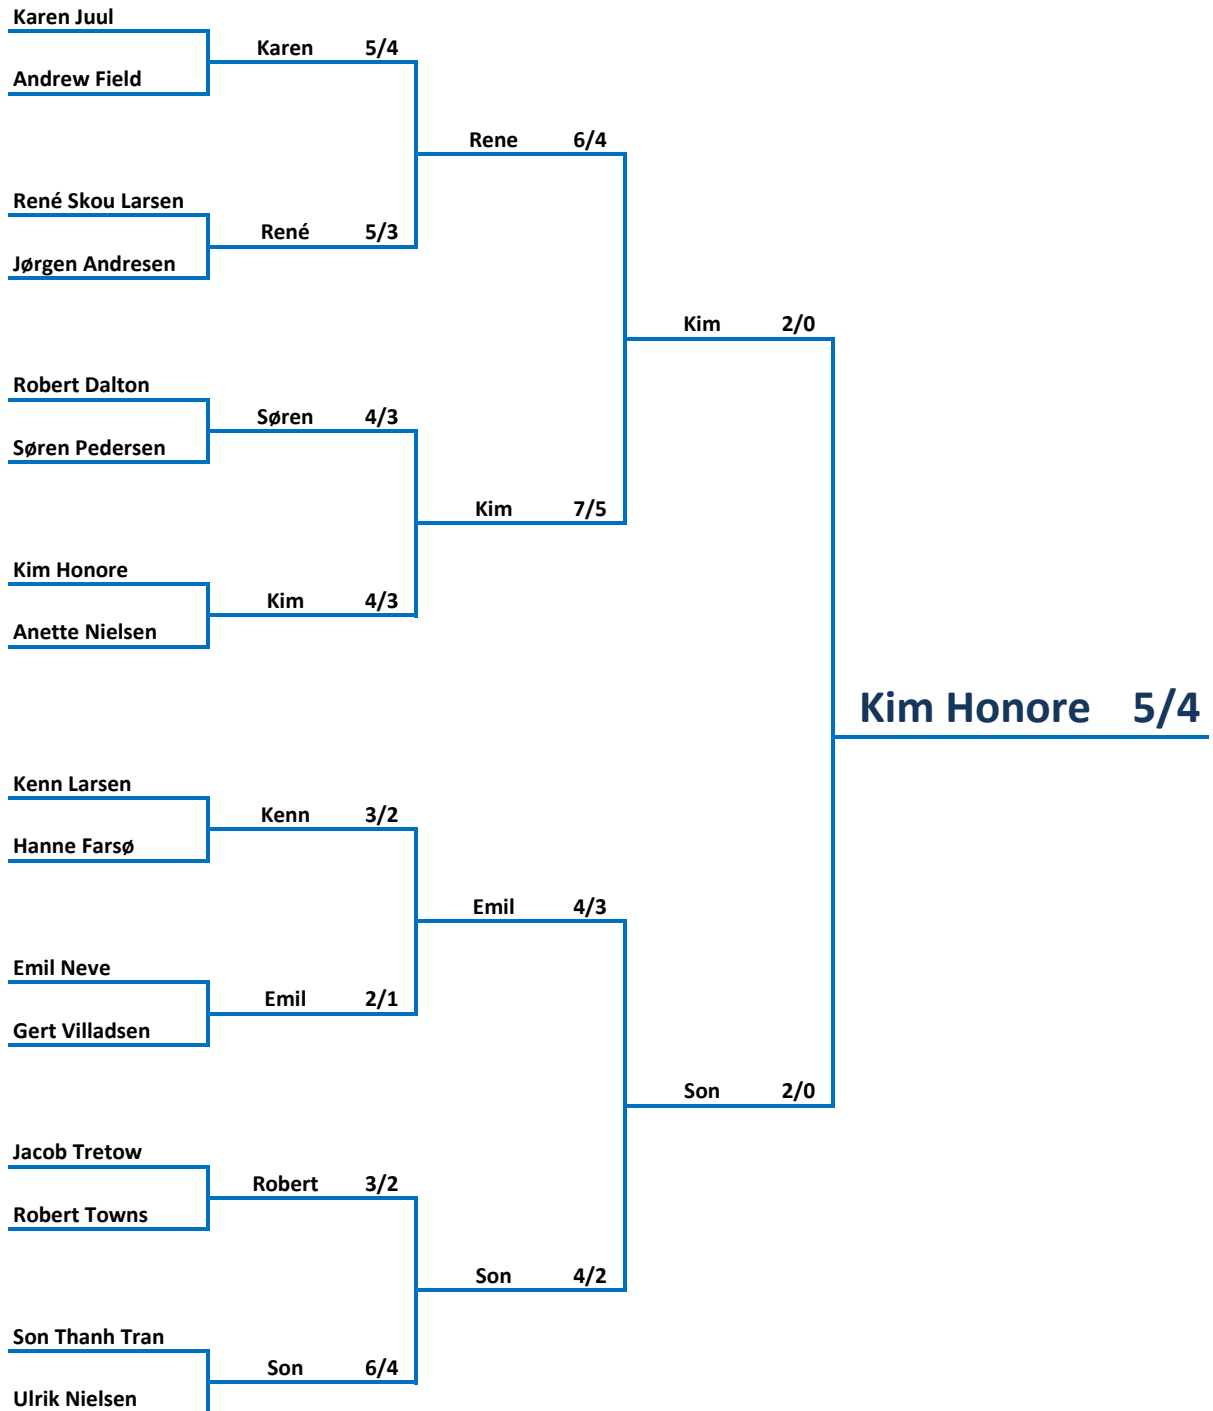 Karen Juul
Karen 5/4
Andrew Field
Rene 6/4
René Skou Larsen
René 5/3
Jørgen Andresen
Kim 2/0
Robert Dalton
Søren 4/3
Søren Pedersen
Kim 7/5
Kim Honore
Kim 4/3
Anette Nielsen
Kim Honore 5/4
Kenn Larsen
Kenn 3/2
Hanne Farsø
Emil 4/3
Emil Neve
Emil 2/1
Gert Villadsen
Son 2/0
Jacob Tretow
Robert 3/2
Robert Towns
Son 4/2
Son Thanh Tran
Son 6/4
Ulrik Nielsen